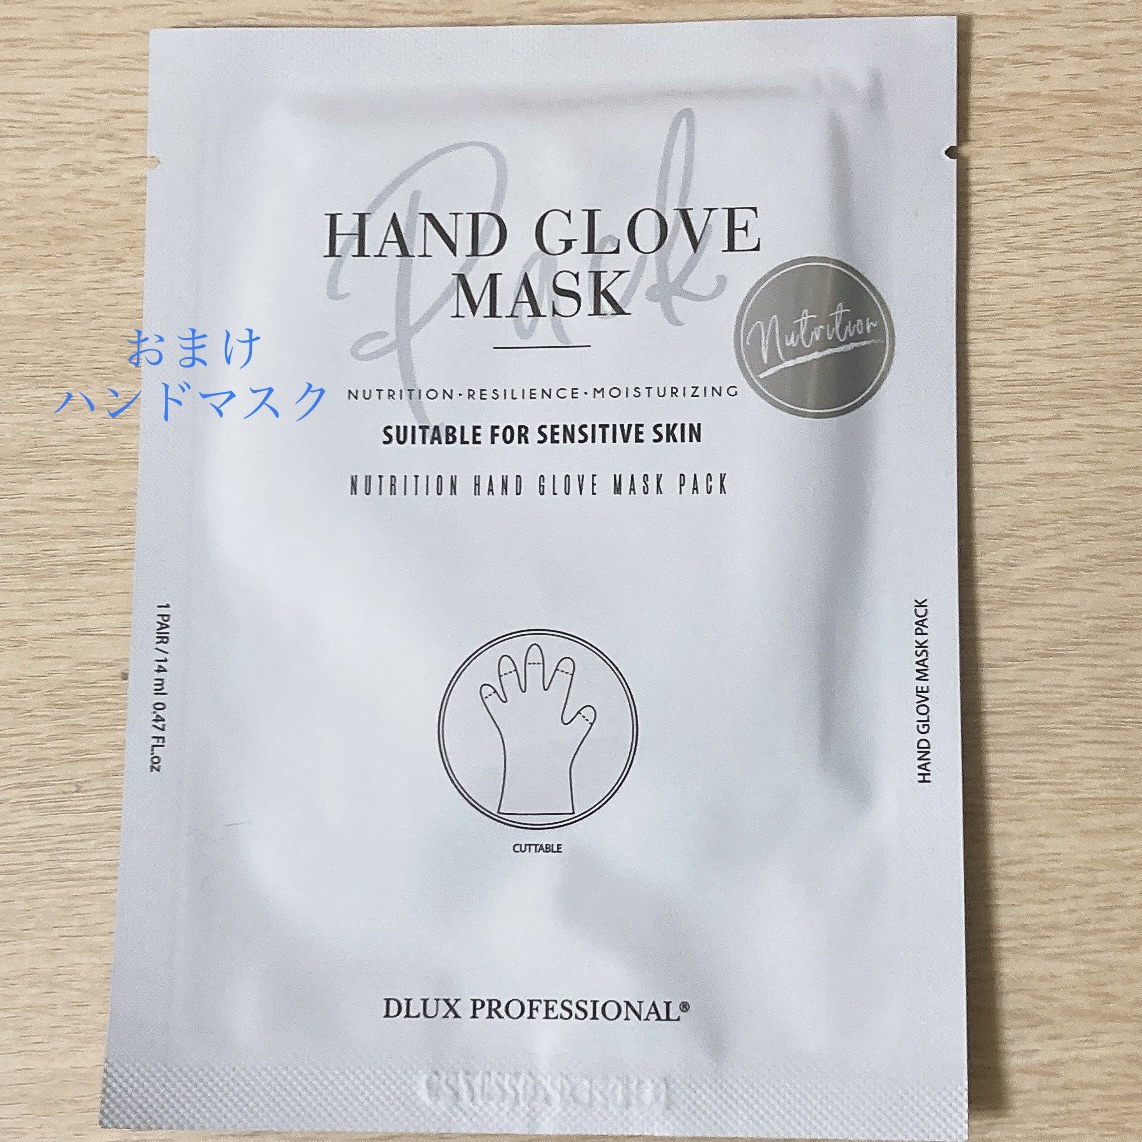 Pack
HAND GLOVE
MASK
Nutrition
おまけ
ハンドマスク
NUTRITION·RESILIENCE·MOISTURIZING
SUITABLE FOR SENSITIVE SKIN
NUTRITION HAND GLOVE MASK PACK
1 PAIR / 14 ml 0.47 FL.oz
HAND GLOVE MASK PACK
CUTTABLE
DLUX PROFESSIONAL®